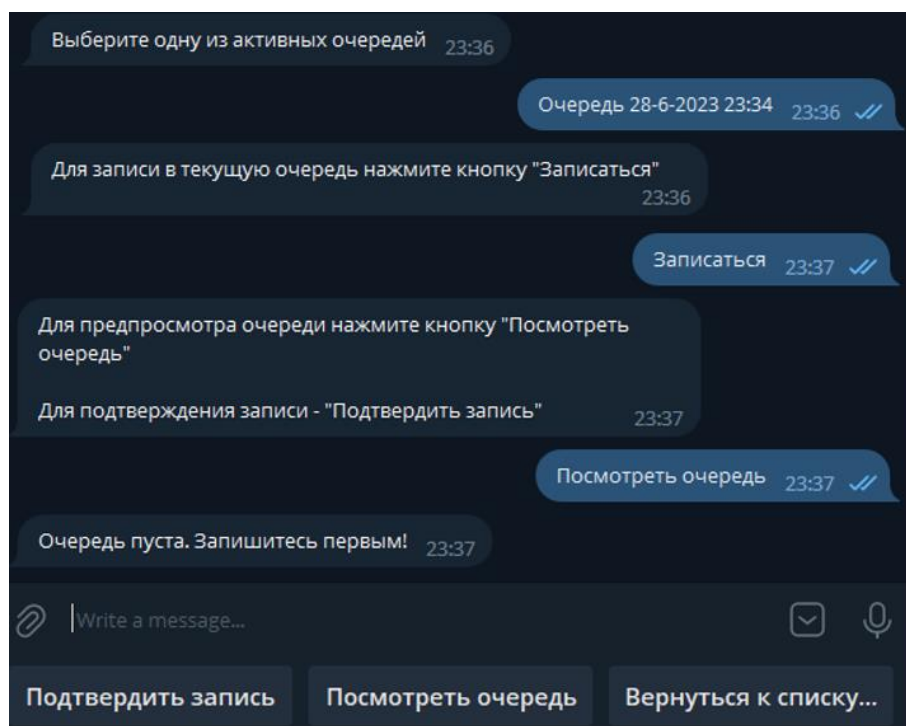 Выберите одну из активных очередей 23:36
Очередь 28-6-2023 23:34 23:36
Для записи в текущую очередь нажмите кнопку "Записаться"
23:36
Записаться 23:37
Для предпросмотра очереди нажмите кнопку "Посмотреть
очередь"
Для подтверждения записи - "Подтвердить запись" 23:37
Посмотреть очередь 23:37
Очередь пуста. Запишитесь первым! 23:37
Write a message...
Подтвердить запись Посмотреть очередь Вернуться к списку...